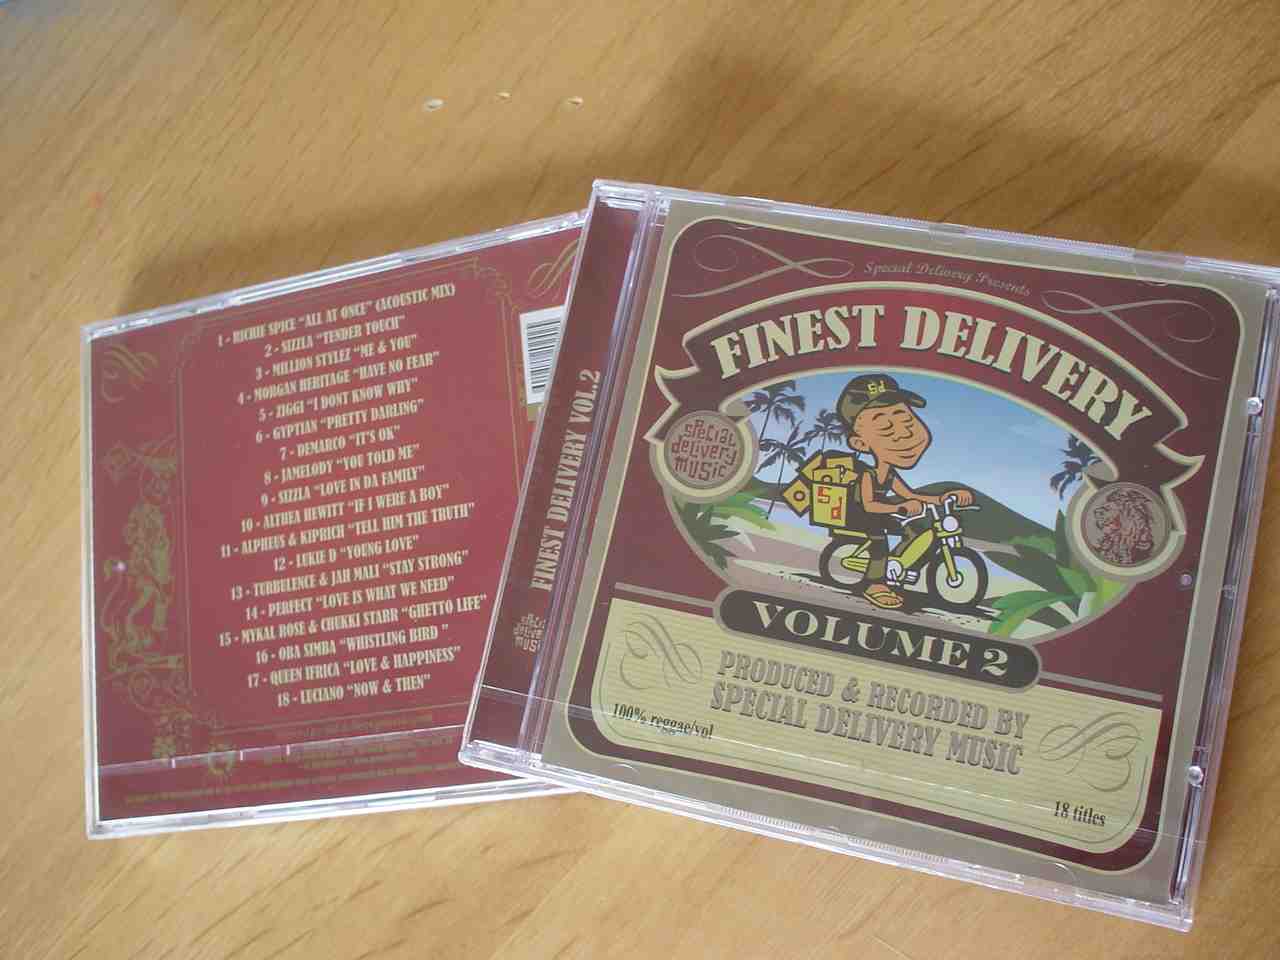 1 - RICHIE SPICE "ALL AT ONCE" (ACOUSTIC MIX)
2 - SIZZLA "TENDER TOUCH"
3 - MILLION STYLEZ "ME & YOU"
4 - MORGAN HERITAGE "HAVE NO FEAR"
5 - ZIGGI "I DONT KNOW WHY"
6 - GYPTIAN "PRETTY DARLING"
7 - DEMARCO "IT'S OK"
8 - JAMELODY "YOU TOLD ME"
9 - SIZZLA "LOVE IN DA FAMILY"
10 - ALTHEA HEWITT "IF I WERE A BOY"
11 - ALPHEUS & KIPRICH "TELL HIM THE TRUTH"
12 - LUKIE D "YOUNG LOVE"
13 - TURBULENCE & JAH MALI "STAY STRONG"
14 - PERFECT "LOVE IS WHAT WE NEED"
15 - MYKAL ROSE & CHUKKI STARR "GHETTO LIFE"
16 - OBA SIMBA "WHISTLING BIRD "
17 - QUEEN IFRICA "LOVE & HAPPINESS"
18 - LUCIANO "NOW & THEN"
FINEST DELIVERY VOL.2
special
delivery
music
Special Delivery Presents
FINEST DELIVERY
special
delivery
music
sd
sd
VOLUME 2
PRODUCED & RECORDED BY
SPECIAL DELIVERY MUSIC
100% reggae/vol
18 titles